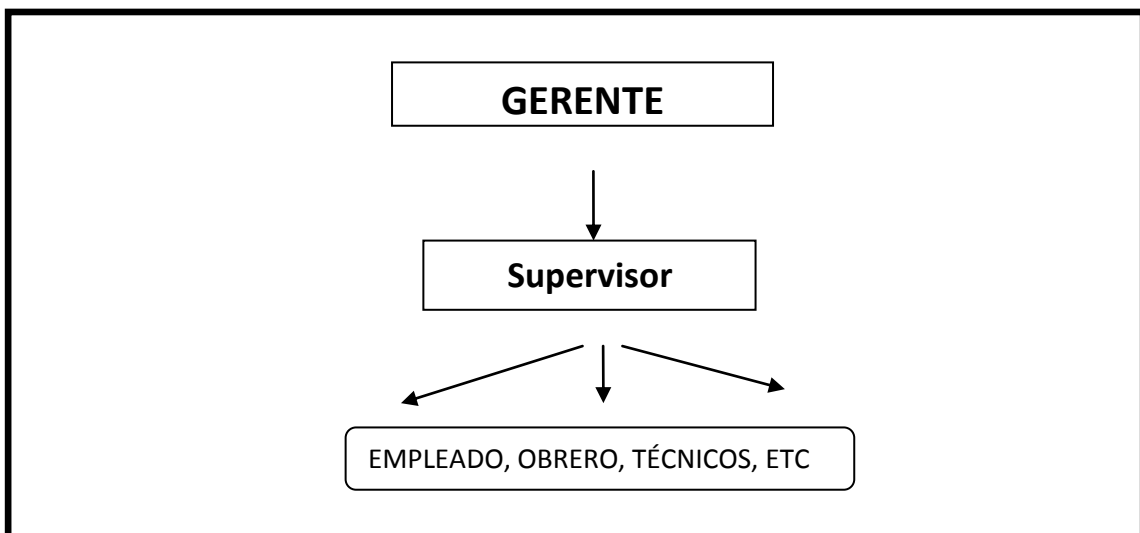 GERENTE
Supervisor
EMPLEADO, OBRERO, TÉCNICOS, ETC